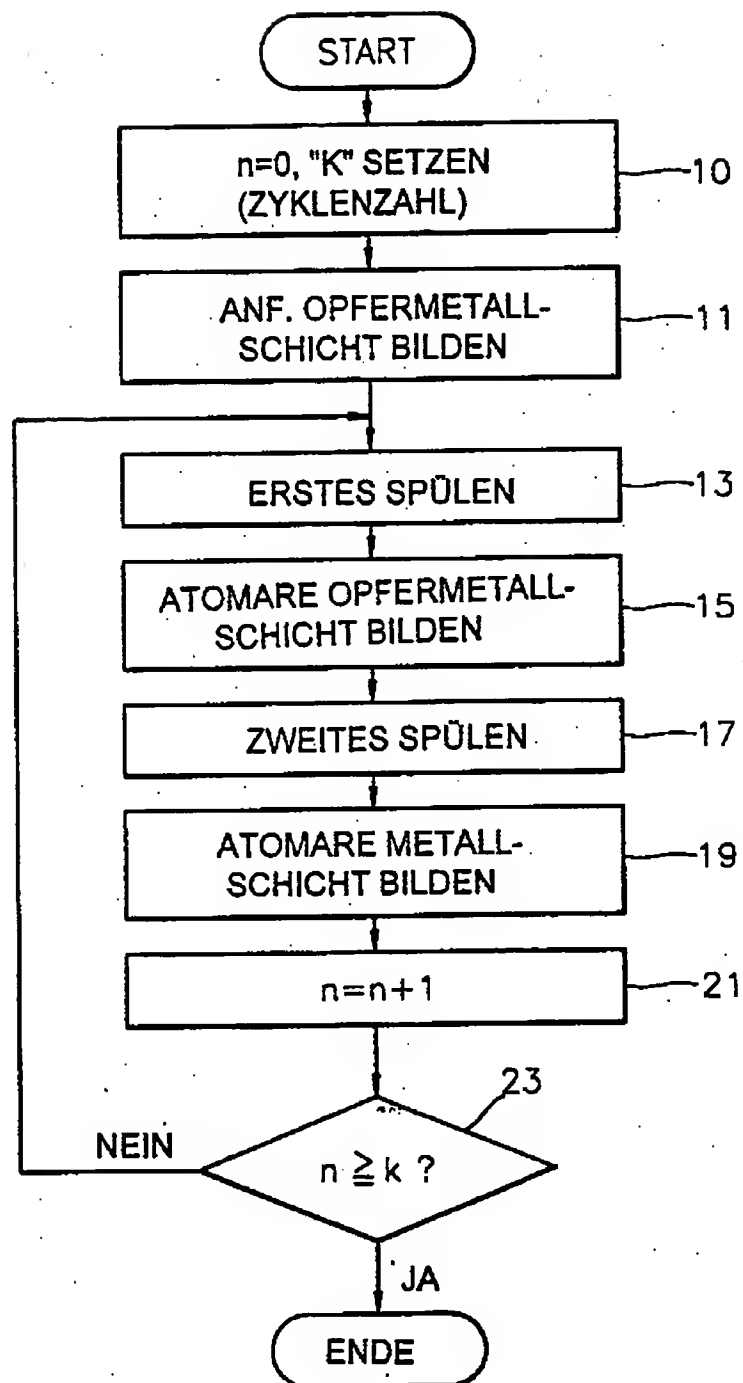 START
n=0, "K" SETZEN
(ZYKLENZAHL)
10
ANF. OPFERMETALL-
SCHICHT BILDEN
11
ERSTES SPÜLEN
13
ATOMARE OPFERMETALL-
SCHICHT BILDEN
15
ZWEITES SPÜLEN
17
ATOMARE METALL-
SCHICHT BILDEN
19
n=n+1
21
23
NEIN
n ≧ k ?
JA
ENDE